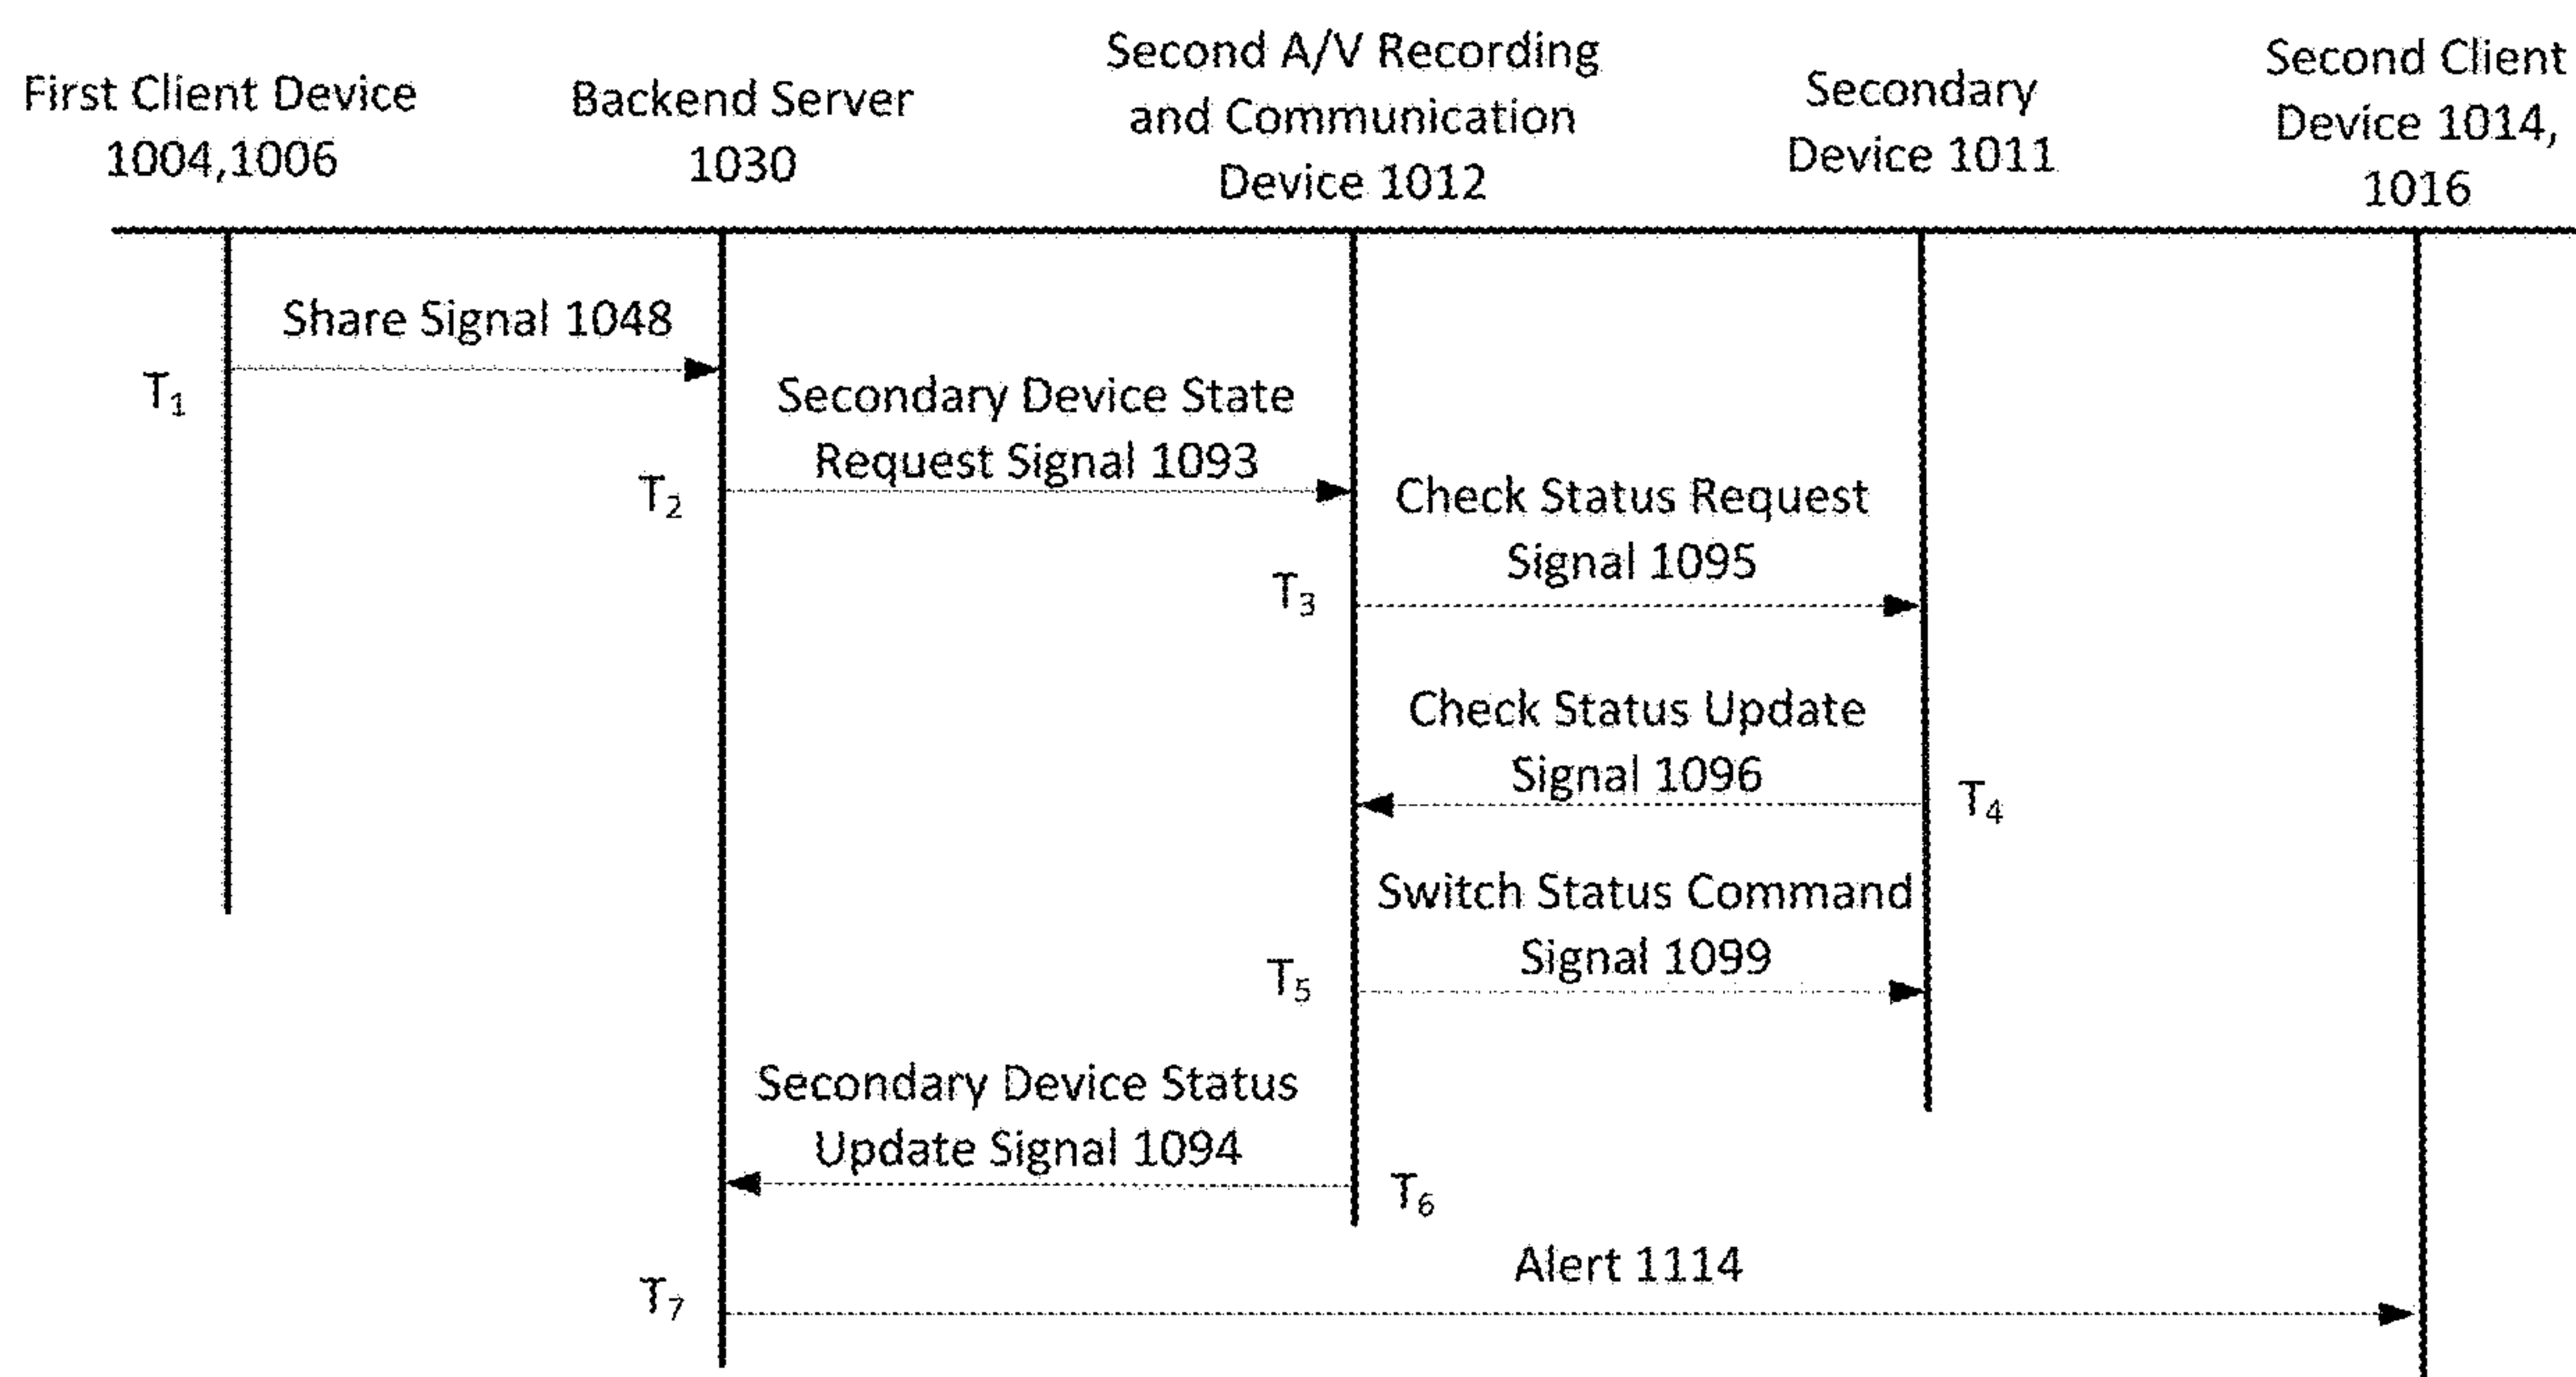 First Client Device
1004,1006
Backend Server
1030
Second A/V Recording
and Communication
Device 1012
Secondary
Device 1011
Second Client
Device 1014,
1016
Share Signal 1048
T1
Secondary Device State
Request Signal 1093
T2
Check Status Request
Signal 1095
T3
Check Status Update
Signal 1096
T4
Switch Status Command
Signal 1099
T5
Secondary Device Status
Update Signal 1094
T6
Alert 1114
T7